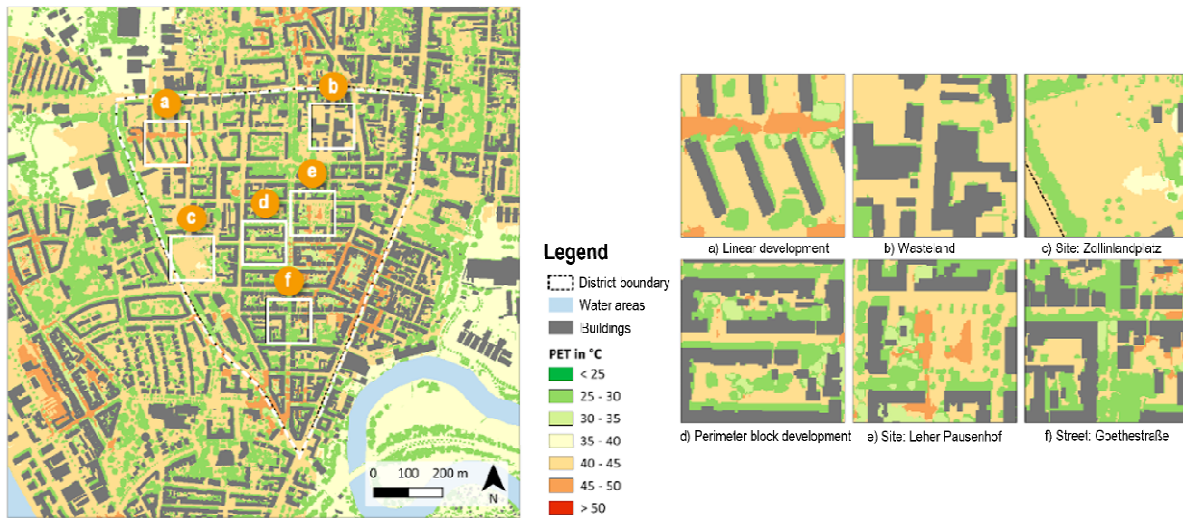 a
b
e
d
c
f
0 100 200 m
N
Legend
District boundary
Water areas
Buildings
PET in °C
< 25
25 - 30
30 - 35
35 - 40
40 - 45
45 - 50
> 50
a) Linear development
b) Wasteland
c) Site: Zollinlandplatz
d) Perimeter block development
e) Site: Leher Pausenhof
f) Street: Goethestraße